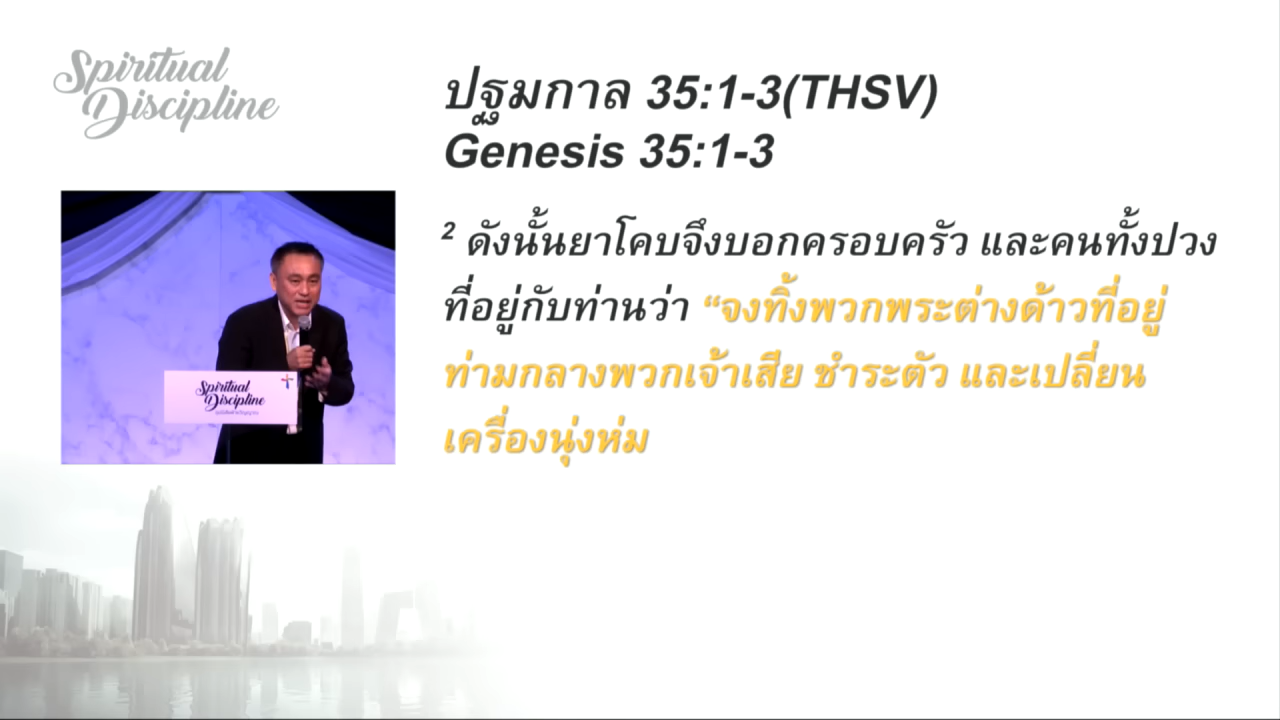 Spiritual
Discipline
ปฐมกาล 35:1-3(THSV)
Genesis 35:1-3
2 ดังนั้นยาโคบจึงบอกครอบครัว และคนทั้งปวง
ที่อยู่กับท่านว่า “จงทิ้งพวกพระต่างด้าวที่อยู่
ท่ามกลางพวกเจ้าเสีย ชำระตัว และเปลี่ยน
เครื่องนุ่งห่ม
Spiritual
Discipline